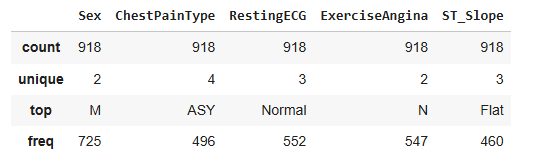 Sex ChestPainType RestingECG ExerciseAngina ST_Slope
count 918 918 918 918 918
unique 2 4 3 2 3
top M ASY Normal N Flat
freq 725 496 552 547 460